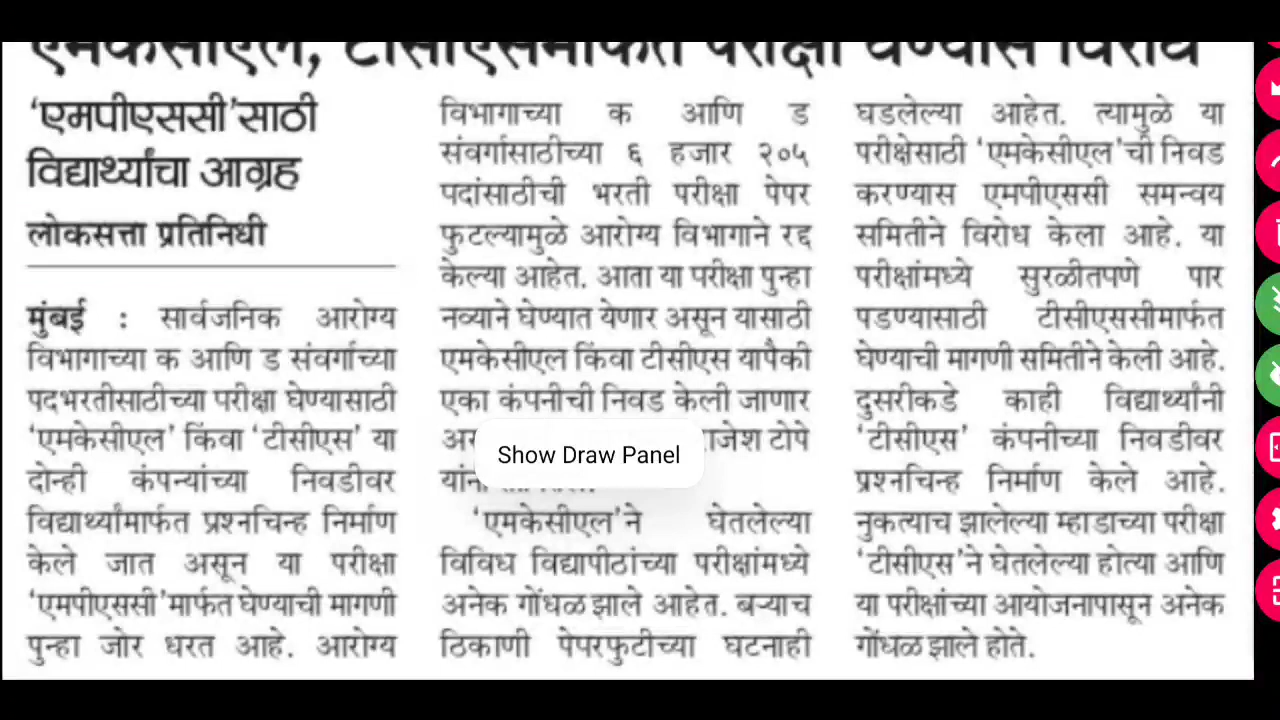 एमकेसीएल, टीसीएसमार्फत परीक्षा घेण्यास विरोध
‘एमपीएससी’साठी
विद्यार्थ्यांचा आग्रह
लोकसत्ता प्रतिनिधी
मुंबई : सार्वजनिक आरोग्य
विभागाच्या क आणि ड संवर्गाच्या
पदभरतीसाठीच्या परीक्षा घेण्यासाठी
‘एमकेसीएल’ किंवा ‘टीसीएस’ या
दोन्ही कंपन्यांच्या निवडीवर
विद्यार्थ्यांमार्फत प्रश्नचिन्ह निर्माण
केले जात असून या परीक्षा
‘एमपीएससी’मार्फत घेण्याची मागणी
पुन्हा जोर धरत आहे. आरोग्य
विभागाच्या क आणि ड
संवर्गासाठीच्या ६ हजार २०५
पदांसाठीची भरती परीक्षा पेपर
फुटल्यामुळे आरोग्य विभागाने रद्द
केल्या आहेत. आता या परीक्षा पुन्हा
नव्याने घेण्यात येणार असून यासाठी
एमकेसीएल किंवा टीसीएस यापैकी
एका कंपनीची निवड केली जाणार
टोपे
Show Draw Panel
‘एमकेसीएल’ने घेतलेल्या
विविध विद्यापीठांच्या परीक्षांमध्ये
अनेक गोंधळ झाले आहेत. बऱ्याच
ठिकाणी पेपरफुटीच्या घटनाही
घडलेल्या आहेत. त्यामुळे या
परीक्षेसाठी ‘एमकेसीएल’ची निवड
करण्यास एमपीएससी समन्वय
समितीने विरोध केला आहे. या
परीक्षांमध्ये सुरळीतपणे पार
पडण्यासाठी टीसीएससीमार्फत
घेण्याची मागणी समितीने केली आहे.
दुसरीकडे काही विद्यार्थ्यांनी
‘टीसीएस’ कंपनीच्या निवडीवर
प्रश्नचिन्ह निर्माण केले आहे.
नुकत्याच झालेल्या म्हाडाच्या परीक्षा
‘टीसीएस’ने घेतलेल्या होत्या आणि
या परीक्षांच्या आयोजनापासून अनेक
गोंधळ झाले होते.